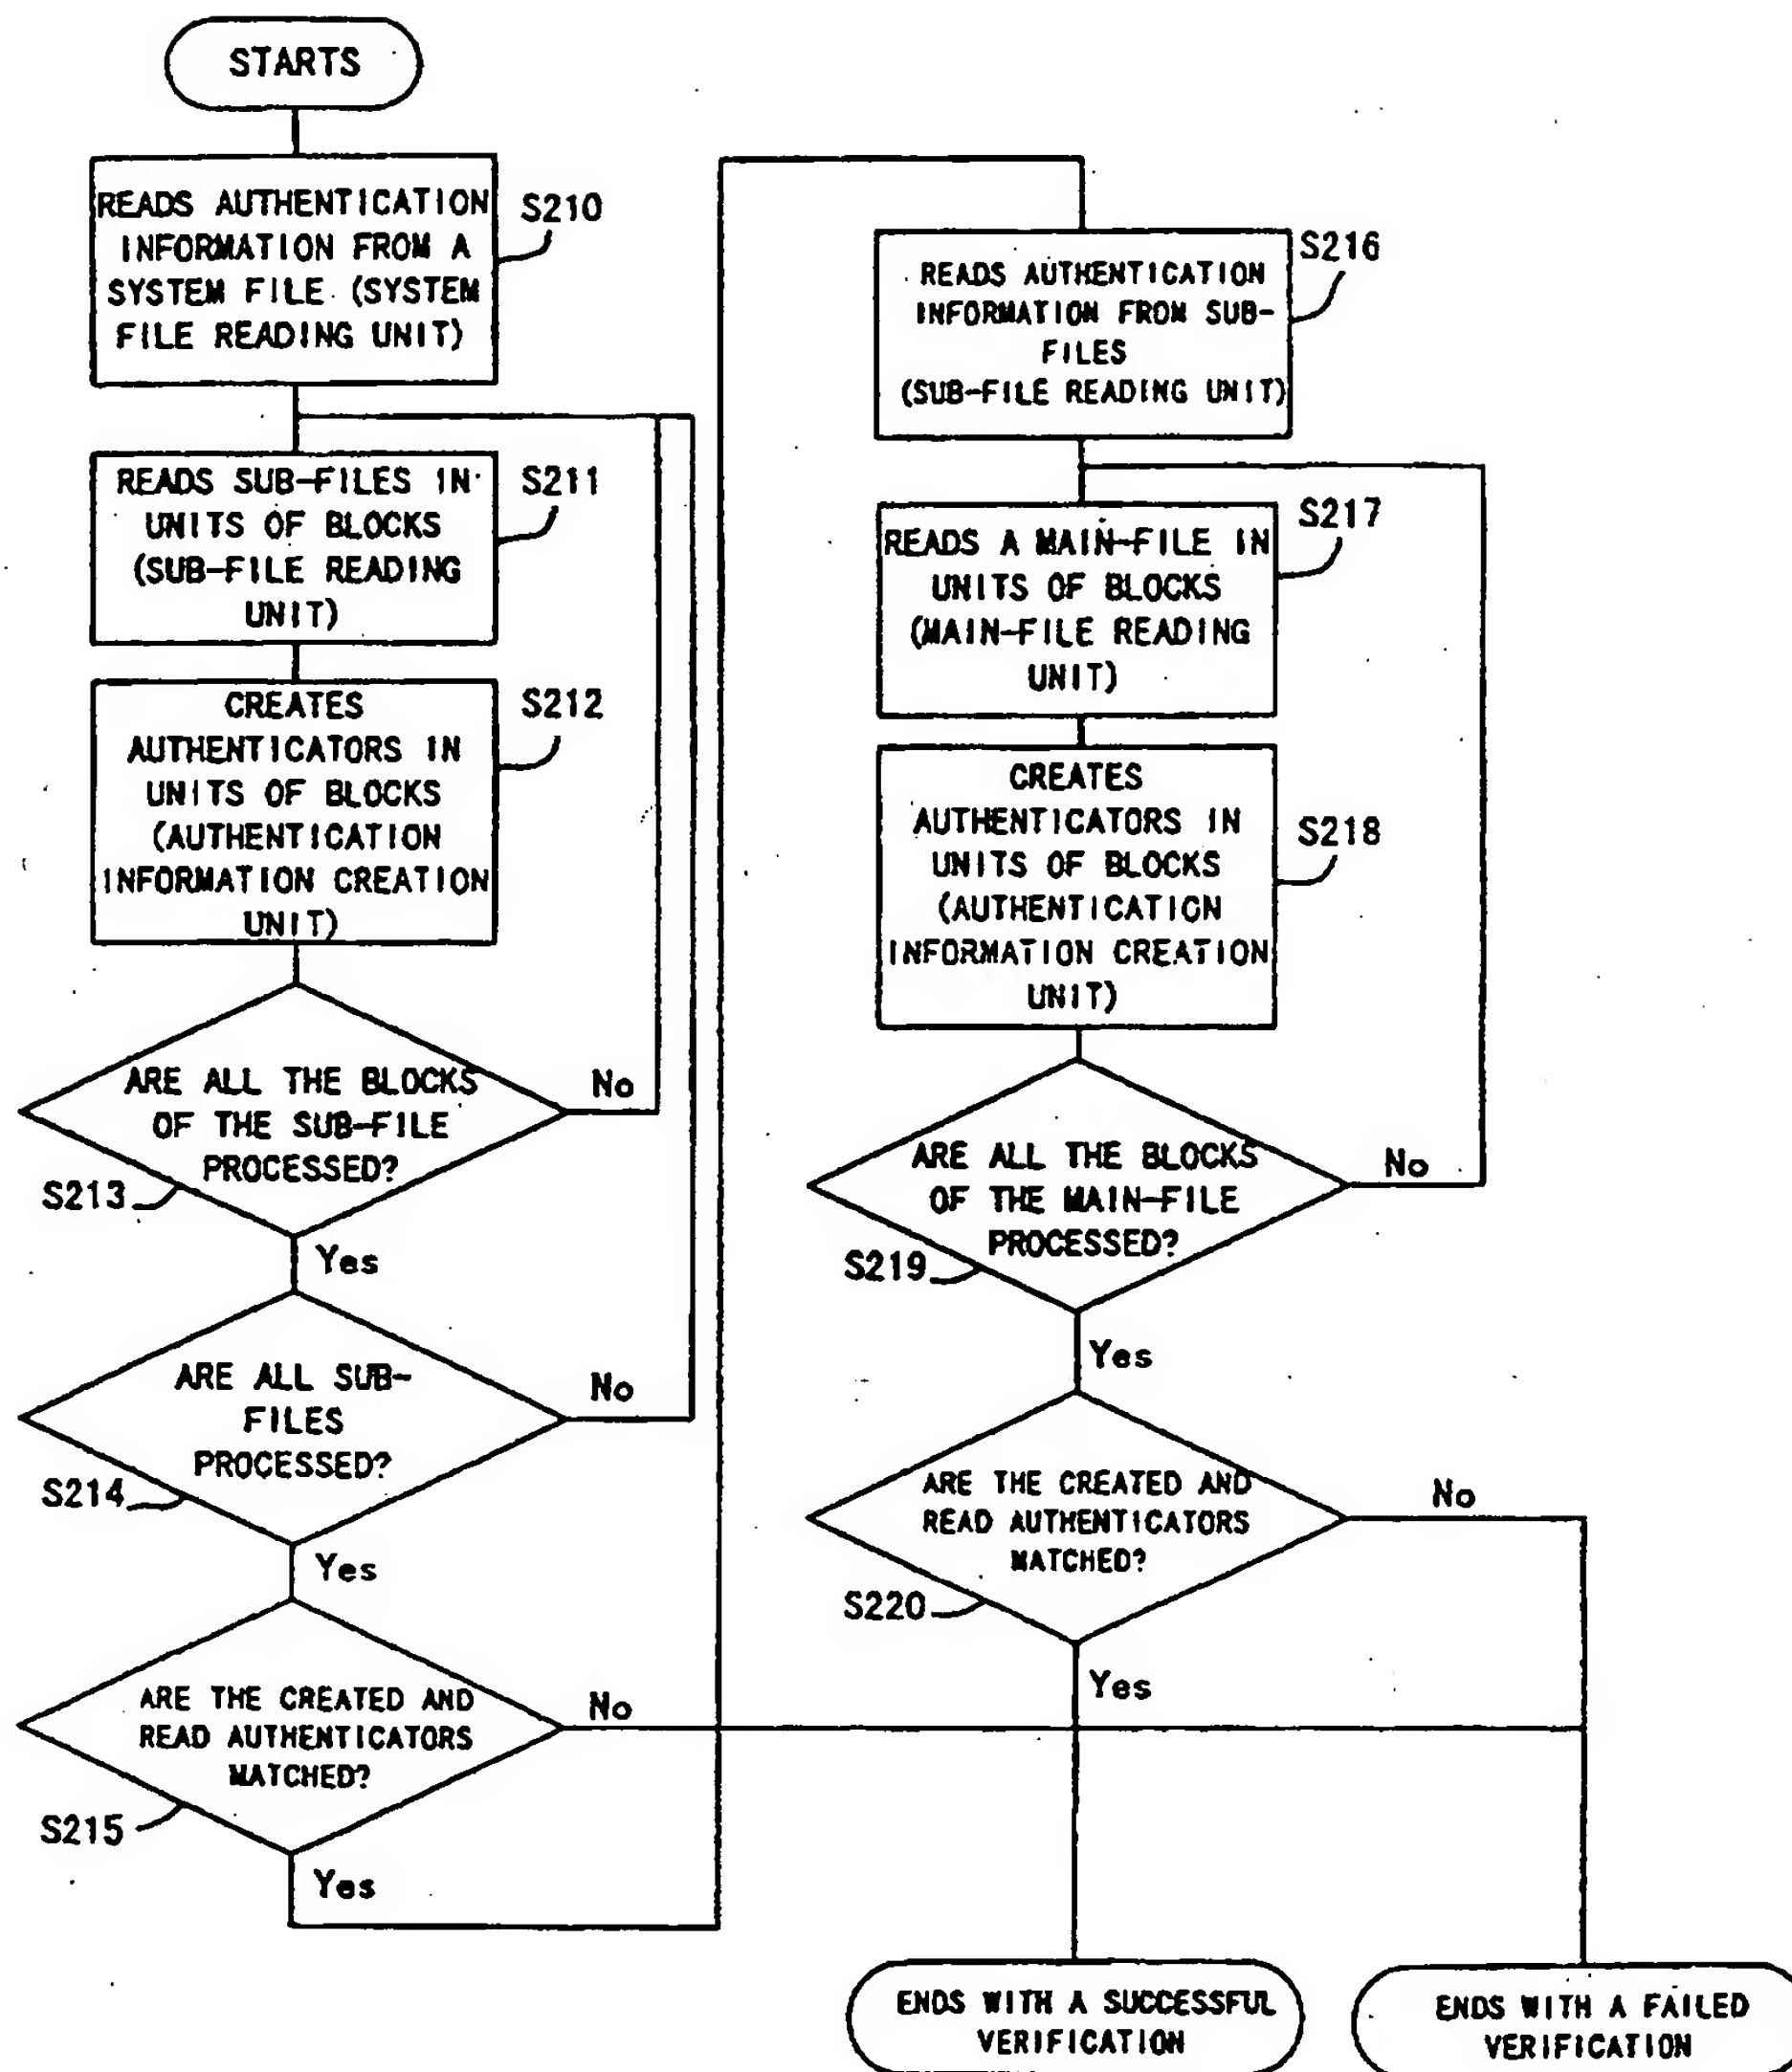 STARTS
READS AUTHENTICATION
INFORMATION FROM A
SYSTEM FILE (SYSTEM
FILE READING UNIT)
S210
READS SUB-FILES IN
UNITS OF BLOCKS
(SUB-FILE READING
UNIT)
S211
CREATES
AUTHENTICATORS IN
UNITS OF BLOCKS
(AUTHENTICATION
INFORMATION CREATION
UNIT)
S212
ARE ALL THE BLOCKS
OF THE SUB-FILE
PROCESSED?
No
S213
Yes
ARE ALL SUB-
FILES
PROCESSED?
No
S214
Yes
ARE THE CREATED AND
READ AUTHENTICATORS
MATCHED?
No
S215
Yes
READS AUTHENTICATION
INFORMATION FROM SUB-
FILES
(SUB-FILE READING UNIT)
S216
READS A MAIN-FILE IN
UNITS OF BLOCKS
(MAIN-FILE READING
UNIT)
S217
CREATES
AUTHENTICATORS IN
UNITS OF BLOCKS
(AUTHENTICATION
INFORMATION CREATION
UNIT)
S218
ARE ALL THE BLOCKS
OF THE MAIN-FILE
PROCESSED?
No
S219
Yes
ARE THE CREATED AND
READ AUTHENTICATORS
MATCHED?
No
S220
Yes
ENDS WITH A SUCCESSFUL
VERIFICATION
ENDS WITH A FAILED
VERIFICATION